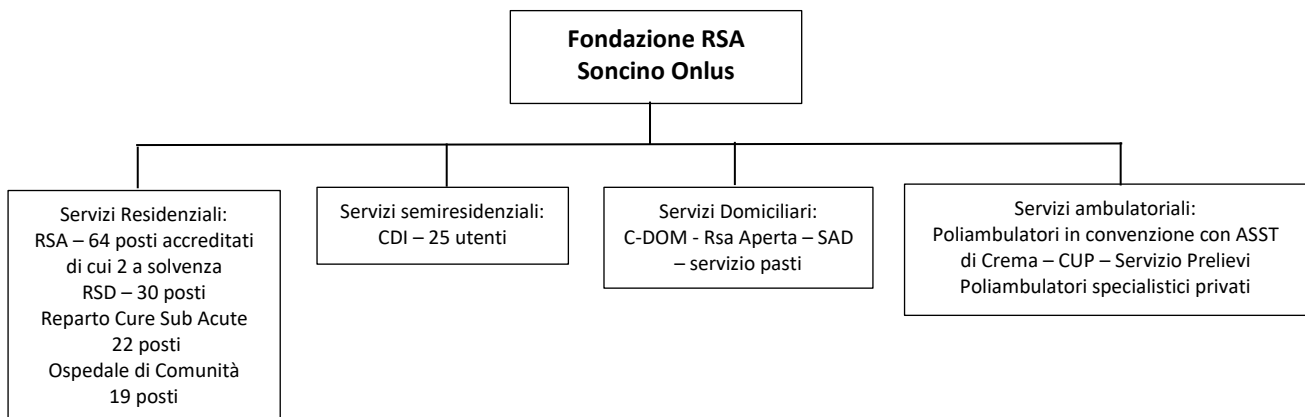 Fondazione RSA
Soncino Onlus
Servizi Residenziali:
RSA – 64 posti accreditati
di cui 2 a solvenza
RSD – 30 posti
Reparto Cure Sub Acute
22 posti
Ospedale di Comunità
19 posti
Servizi semiresidenziali:
CDI – 25 utenti
Servizi Domiciliari:
C-DOM - Rsa Aperta – SAD
– servizio pasti
Servizi ambulatoriali:
Poliambulatori in convenzione con ASST
di Crema – CUP – Servizio Prelievi
Poliambulatori specialistici privati